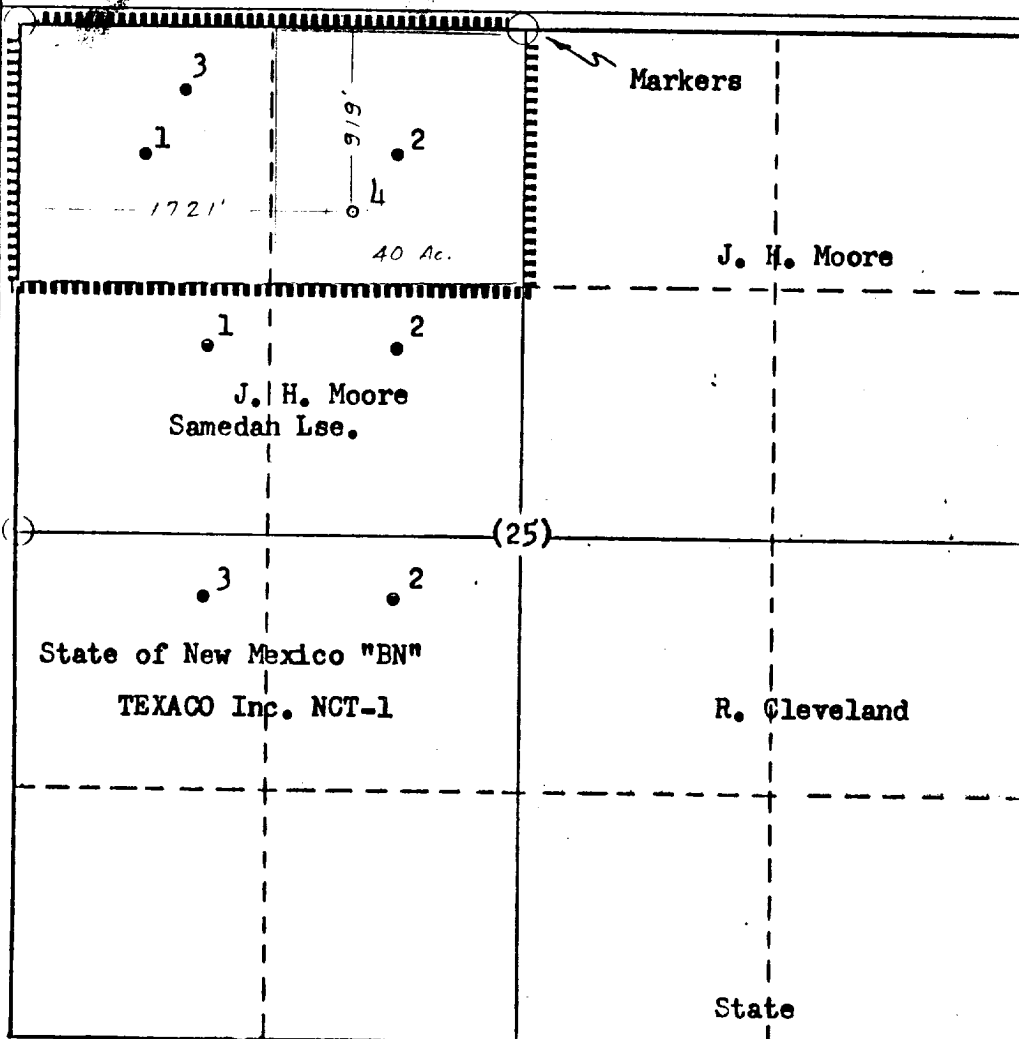 Markers
3
1
919'
2
4
1721'
40 Ac.
J. H. Moore
1
2
J. H. Moore
Samedah Lse.
(25)
3
2
State of New Mexico "BN"
TEXACO Inc. NCT-1
R. Cleveland
State